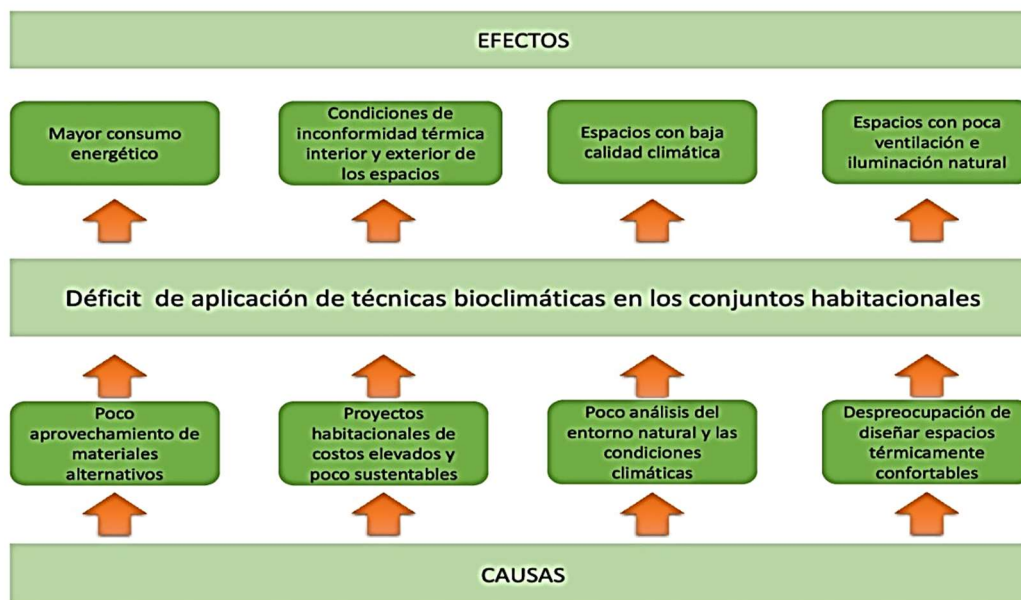 EFECTOS
Mayor consumo
energético
Condiciones de
inconformidad térmica
interior y exterior de
los espacios
Espacios con baja
calidad climática
Espacios con poca
ventilación e
iluminación natural
Déficit de aplicación de técnicas bioclimáticas en los conjuntos habitacionales
Poco
aprovechamiento de
materiales
alternativos
Proyectos
habitacionales de
costos elevados y
poco sustentables
Poco análisis del
entorno natural y las
condiciones
climáticas
Despreocupación de
diseñar espacios
térmicamente
confortables
CAUSAS